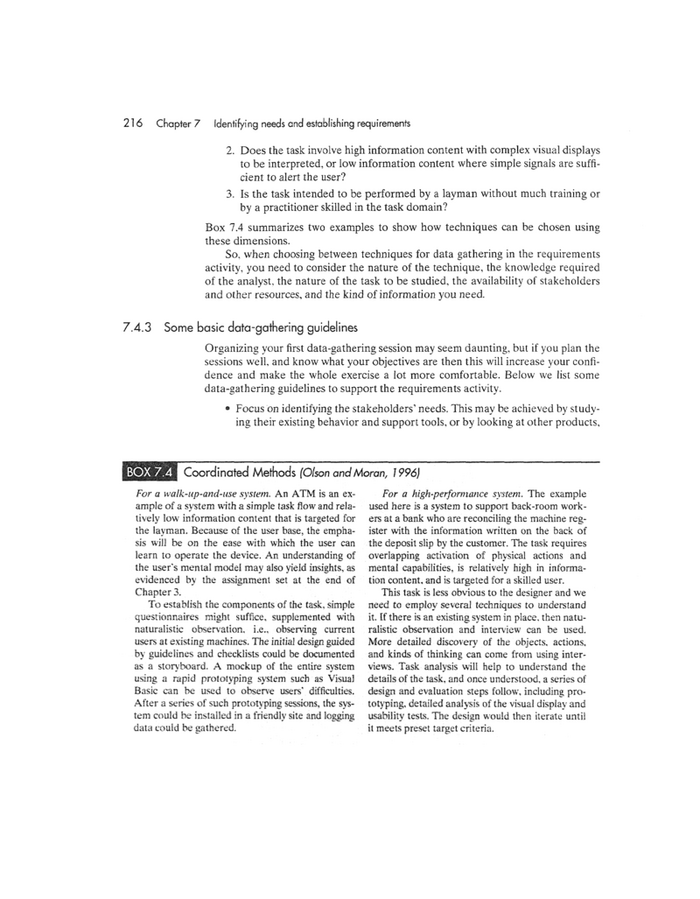 216 Chapter 7 Identifying needs and establishing requirements
2. Does the task involve high information content with complex visual displays
to be interpreted, or low information content where simple signals are suffi-
cient to alert the user?
3. Is the task intended to be performed by a layman without much training or
by a practitioner skilled in the task domain?
Box 7.4 summarizes two examples to show how techniques can be chosen using
these dimensions.
So, when choosing between techniques for data gathering in the requirements
activity, you need to consider the nature of the technique, the knowledge required
of the analyst, the nature of the task to be studied, the availability of stakeholders
and other resources, and the kind of information you need.
7.4.3 Some basic data-gathering guidelines
Organizing your first data-gathering session may seem daunting, but if you plan the
sessions well, and know what your objectives are then this will increase your confi-
dence and make the whole exercise a lot more comfortable. Below we list some
data-gathering guidelines to support the requirements activity.
• Focus on identifying the stakeholders' needs. This may be achieved by study-
ing their existing behavior and support tools, or by looking at other products,
BOX 7.4 Coordinated Methods (Olson and Moran, 1996)
For a walk-up-and-use system. An ATM is an ex-
ample of a system with a simple task flow and rela-
tively low information content that is targeted for
the layman. Because of the user base, the empha-
sis will be on the ease with which the user can
learn to operate the device. An understanding of
the user's mental model may also yield insights, as
evidenced by the assignment set at the end of
Chapter 3.
To establish the components of the task, simple
questionnaires might suffice, supplemented with
naturalistic observation, i.e., observing current
users at existing machines. The initial design guided
by guidelines and checklists could be documented
as a storyboard. A mockup of the entire system
using a rapid prototyping system such as Visual
Basic can be used to observe users' difficulties.
After a series of such prototyping sessions, the sys-
tem could be installed in a friendly site and logging
data could be gathered.
For a high-performance system. The example
used here is a system to support back-room work-
ers at a bank who are reconciling the machine reg-
ister with the information written on the back of
the deposit slip by the customer. The task requires
overlapping activation of physical actions and
mental capabilities, is relatively high in informa-
tion content, and is targeted for a skilled user.
This task is less obvious to the designer and we
need to employ several techniques to understand
it. If there is an existing system in place, then natu-
ralistic observation and interview can be used.
More detailed discovery of the objects, actions,
and kinds of thinking can come from using inter-
views. Task analysis will help to understand the
details of the task, and once understood, a series of
design and evaluation steps follow, including pro-
totyping, detailed analysis of the visual display and
usability tests. The design would then iterate until
it meets preset target criteria.